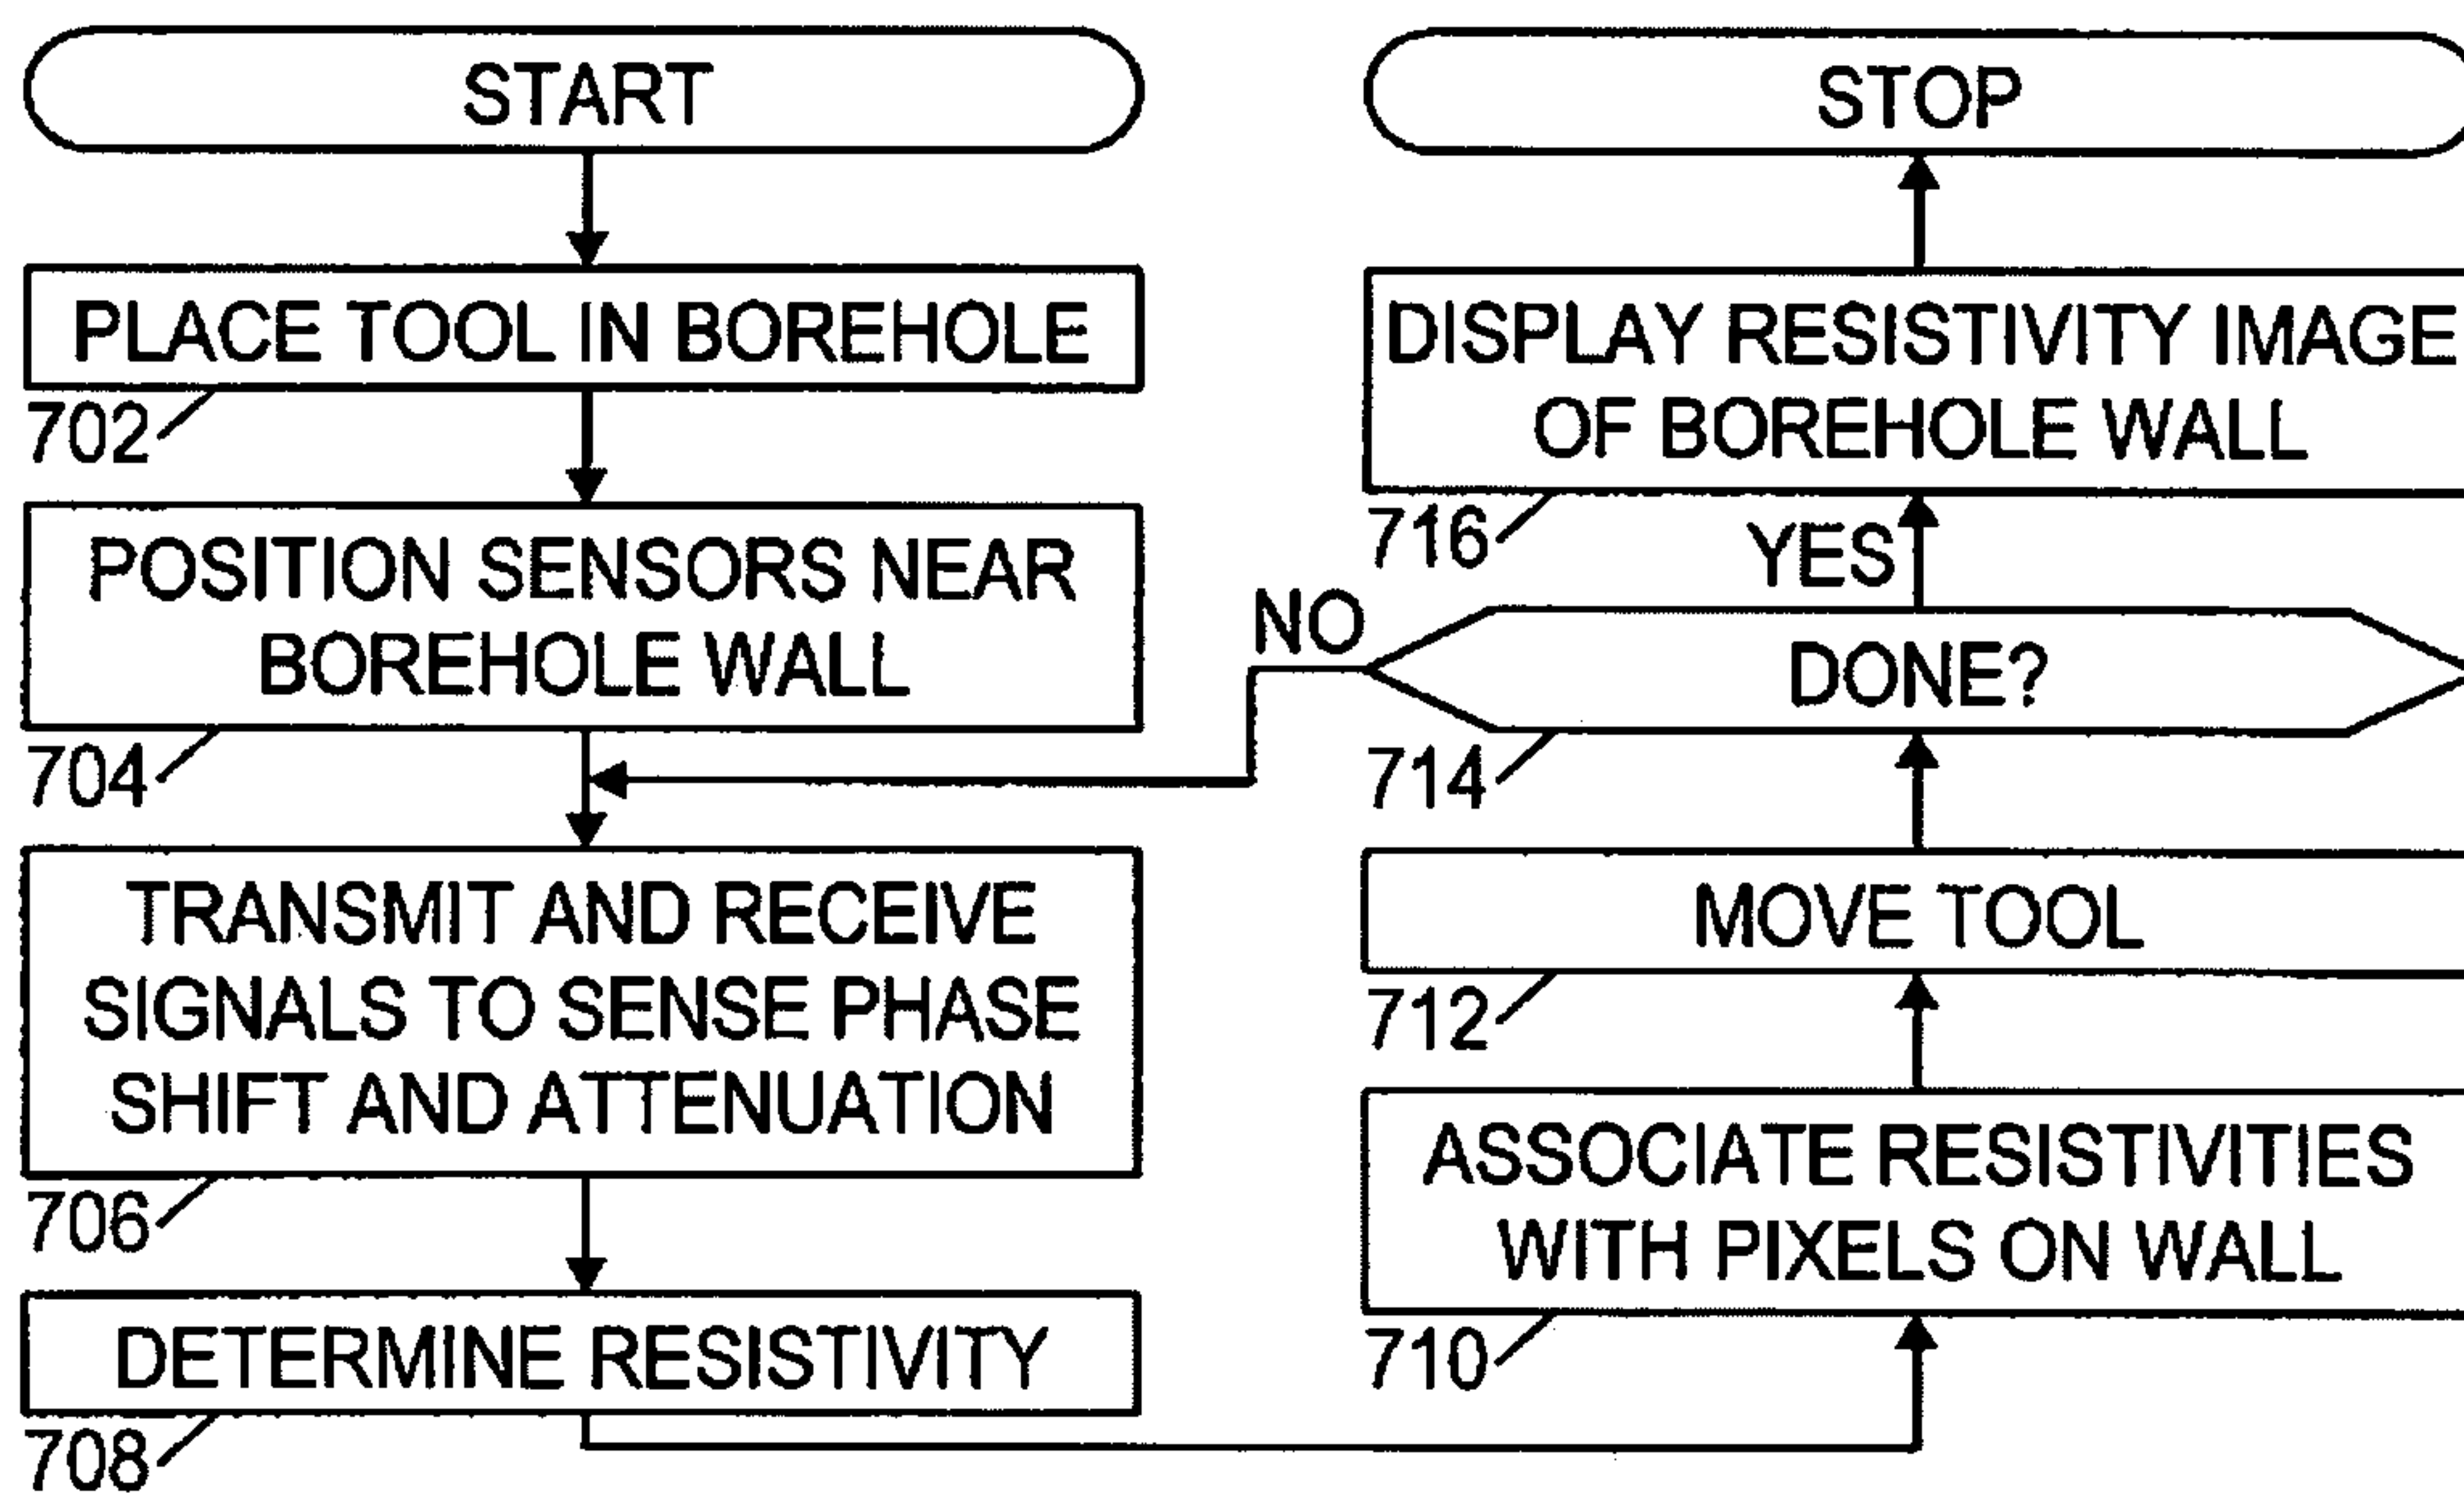 START
PLACE TOOL IN BOREHOLE
702
POSITION SENSORS NEAR
BOREHOLE WALL
704
TRANSMIT AND RECEIVE
SIGNALS TO SENSE PHASE
SHIFT AND ATTENUATION
706
DETERMINE RESISTIVITY
708
ASSOCIATE RESISTIVITIES
WITH PIXELS ON WALL
710
MOVE TOOL
712
DONE?
714
NO
YES
DISPLAY RESISTIVITY IMAGE
OF BOREHOLE WALL
716
STOP